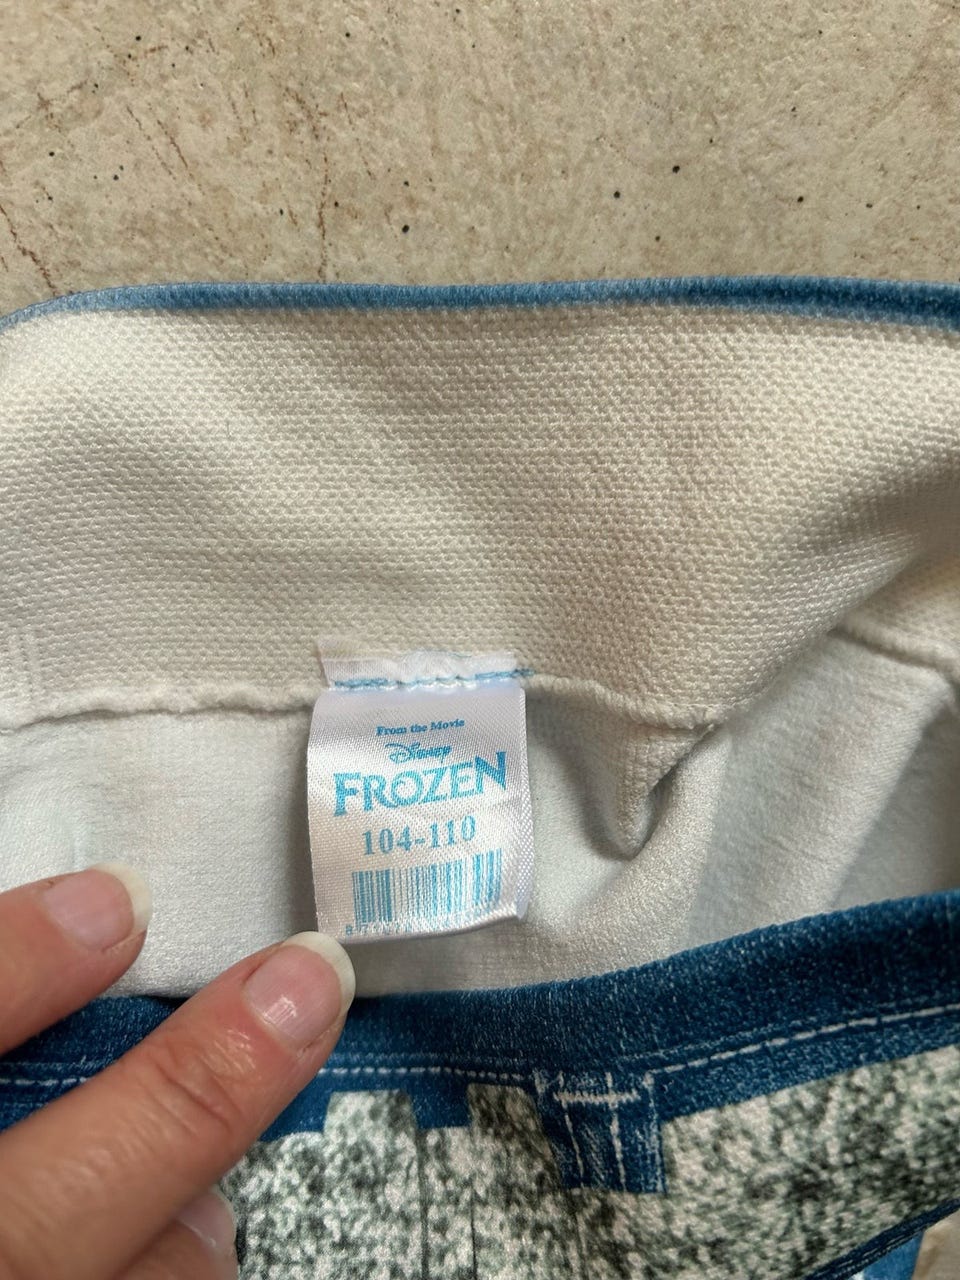 From the Movie
Disney
FROZEN
104-110